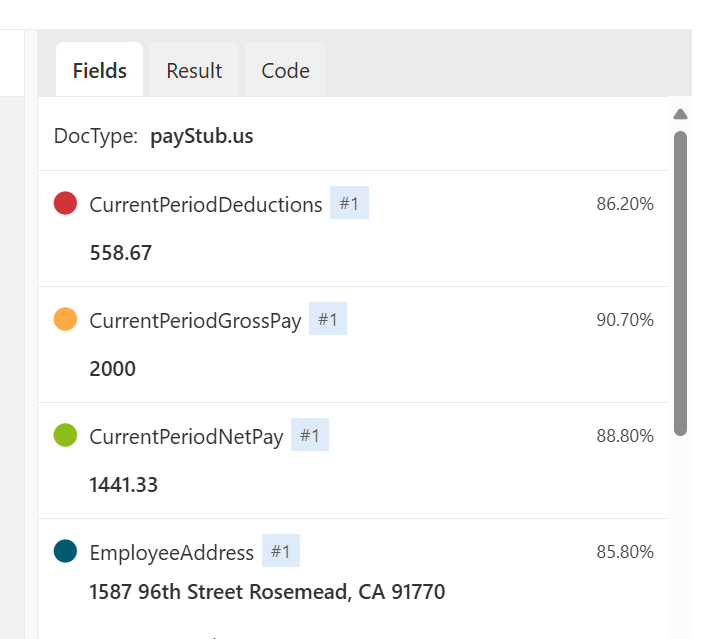 Fields Result Code
DocType: payStub.us
CurrentPeriodDeductions #1 86.20%
558.67
CurrentPeriodGrossPay #1 90.70%
2000
CurrentPeriodNetPay #1 88.80%
1441.33
EmployeeAddress #1 85.80%
1587 96th Street Rosemead, CA 91770